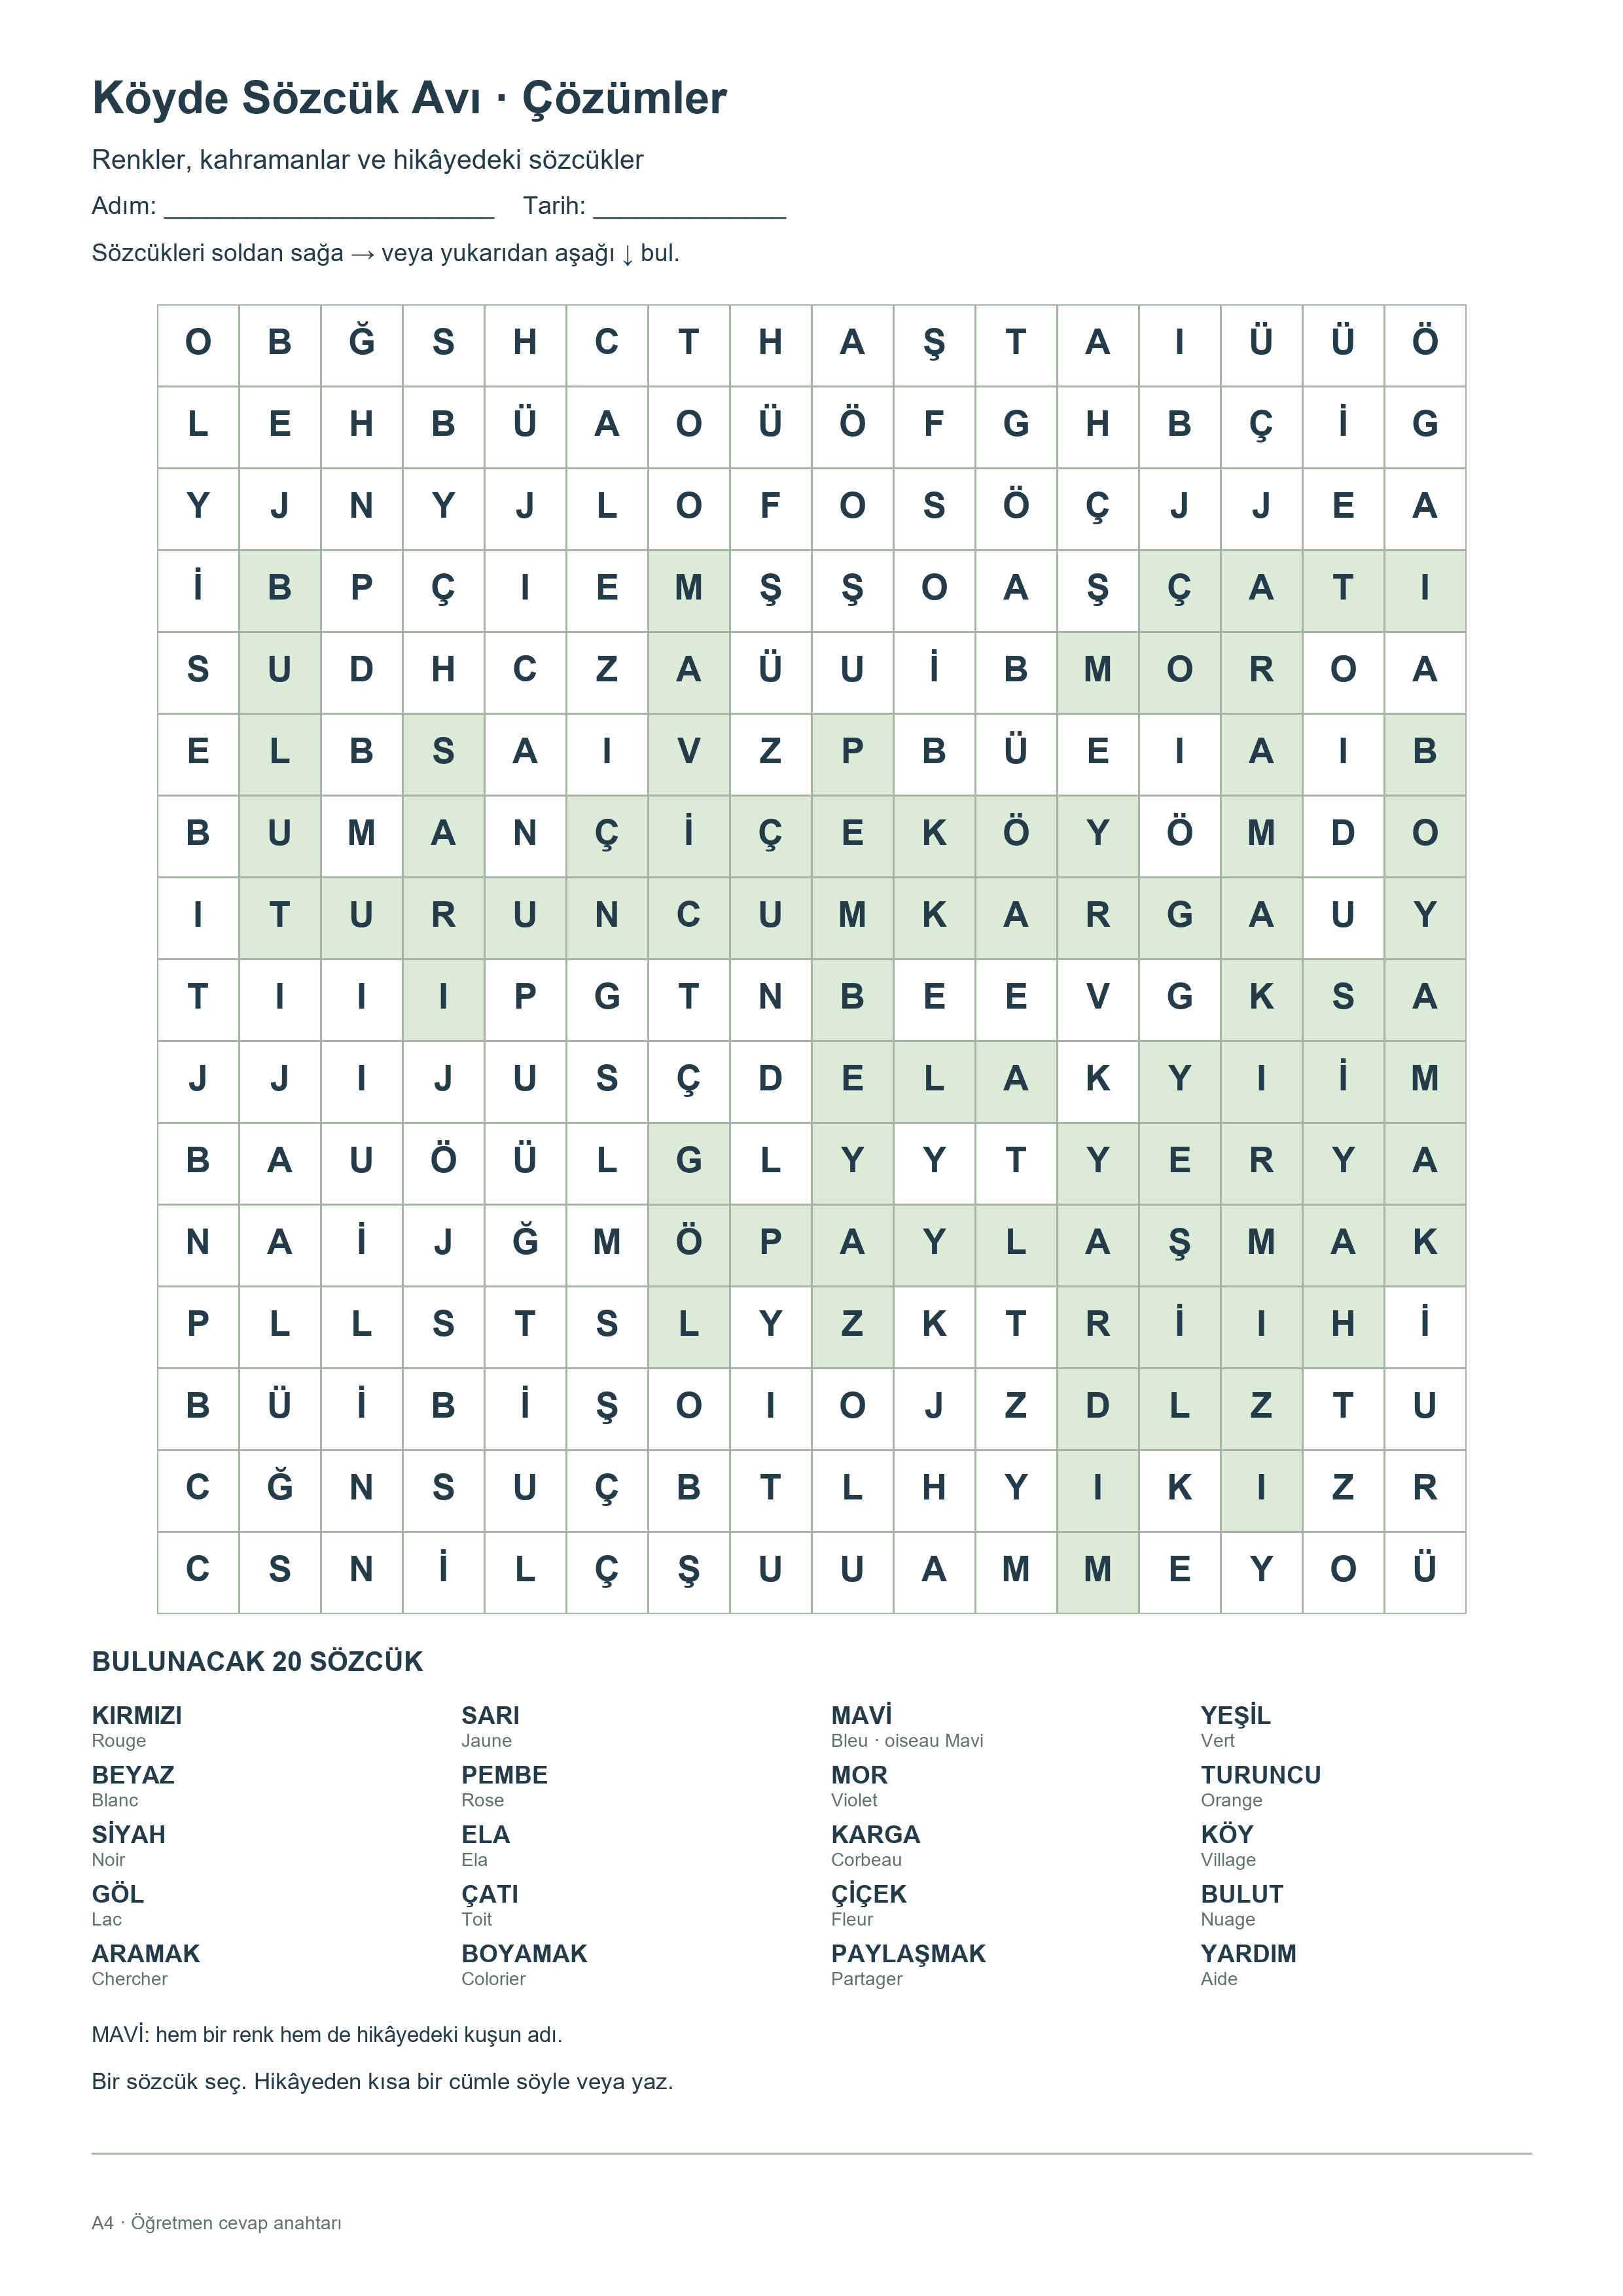 Köyde Sözcük Avı · Çözümler
Renkler, kahramanlar ve hikâyedeki sözcükler
Adım: ________________________ Tarih: ______________
Sözcükleri soldan sağa → veya yukarıdan aşağı ↓ bul.
O B Ğ S H C T H A Ş T A I Ü Ü Ö
L E H B Ü A O Ü Ö F G H B Ç İ G
Y J N Y J L O F O S Ö Ç J J E A
İ B P Ç I E M Ş Ş O A Ş Ç A T I
S U D H C Z A Ü U İ B M O R O A
E L B S A I V Z P B Ü E I A I B
B U M A N Ç İ Ç E K Ö Y Ö M D O
I T U R U N C U M K A R G A U Y
T I I I P G T N B E E V G K S A
J J I J U S Ç D E L A K Y I İ M
B A U Ö Ü L G L Y Y T Y E R Y A
N A İ J Ğ M Ö P A Y L A Ş M A K
P L L S T S L Y Z K T R İ I H İ
B Ü İ B İ Ş O I O J Z D L Z T U
C Ğ N S U Ç B T L H Y I K I Z R
C S N İ L Ç Ş U U A M M E Y O Ü
BULUNACAK 20 SÖZCÜK
KIRMIZI SARI MAVİ YEŞİL
Rouge Jaune Bleu · oiseau Mavi Vert
BEYAZ PEMBE MOR TURUNCU
Blanc Rose Violet Orange
SİYAH ELA KARGA KÖY
Noir Ela Corbeau Village
GÖL ÇATI ÇİÇEK BULUT
Lac Toit Fleur Nuage
ARAMAK BOYAMAK PAYLAŞMAK YARDIM
Chercher Colorier Partager Aide
MAVİ: hem bir renk hem de hikâyedeki kuşun adı.
Bir sözcük seç. Hikâyeden kısa bir cümle söyle veya yaz.
A4 · Öğretmen cevap anahtarı